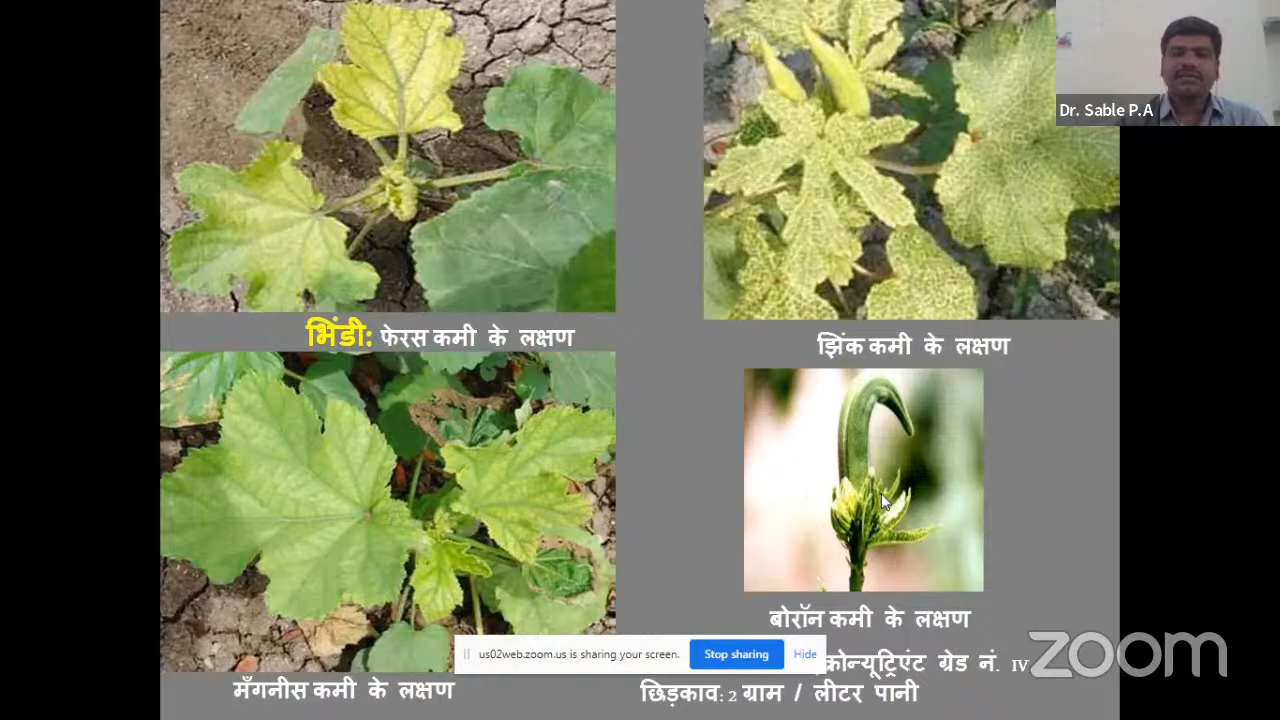 Dr. Sable P.A
भिंडी: फेरस कमी के लक्षण
झिंक कमी के लक्षण
बोरॉन कमी के लक्षण
us02web.zoom.us is sharing your screen. Stop sharing Hide
ग्रेड नं. IV
zoom
मँगनीस कमी के लक्षण
छिड़काव: 2 ग्राम / लीटर पानी